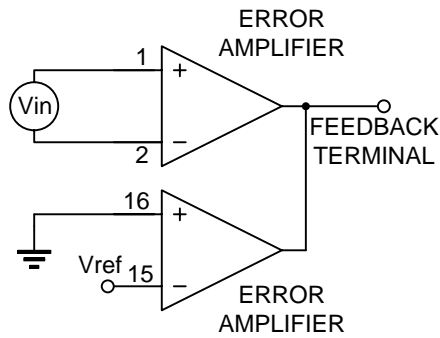 ERROR
AMPLIFIER
1
+
Vin
−
2
FEEDBACK
TERMINAL
16
+
Vref
15
−
ERROR
AMPLIFIER